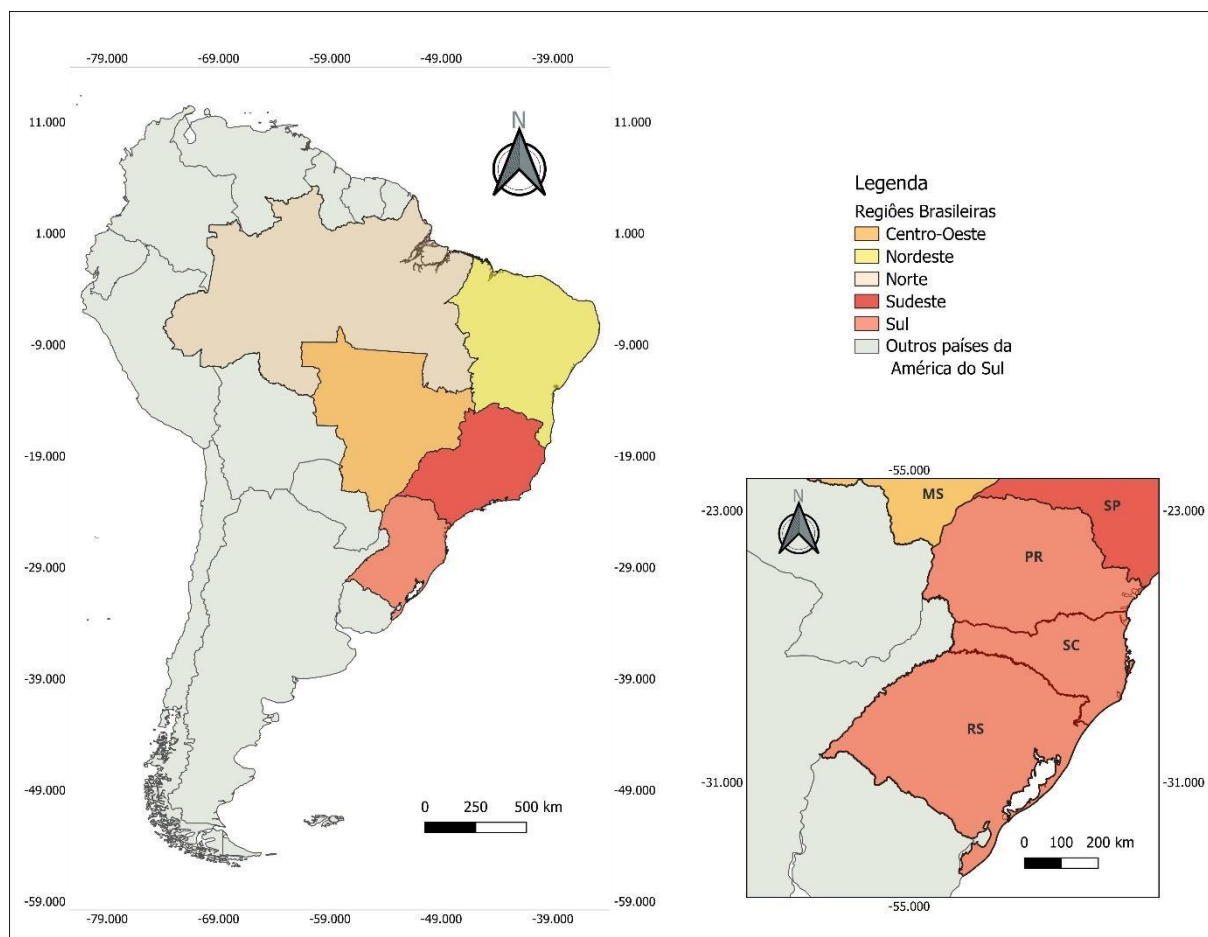 -79.000 -69.000 -59.000 -49.000 -39.000
N
11.000 11.000
1.000 1.000
-9.000 -9.000
-19.000 -19.000
-29.000 -29.000
-39.000 -39.000
-49.000 -49.000
-59.000 -59.000
0 250 500 km
-79.000 -69.000 -59.000 -49.000 -39.000
Legenda
Regiôes Brasileiras
Centro-Oeste
Nordeste
Norte
Sudeste
Sul
Outros países da
América do Sul
-55.000
N
MS
SP
-23.000 -23.000
PR
SC
RS
-31.000 -31.000
0 100 200 km
-55.000